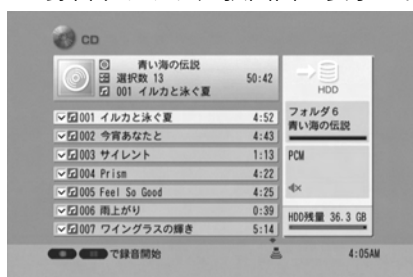 CD
青い海の伝説
選択数 13
50:42
001 イルカと泳ぐ夏
HDD
001 イルカと泳ぐ夏 4:52
002 今宵あなたと 4:43
003 サイレント 1:13
004 Prism 4:22
005 Feel So Good 4:25
006 雨上がり 0:39
007 ワイングラスの輝き 5:14
フォルダ6
青い海の伝説
PCM
HDD残量 36.3 GB
で録音開始
4:05AM